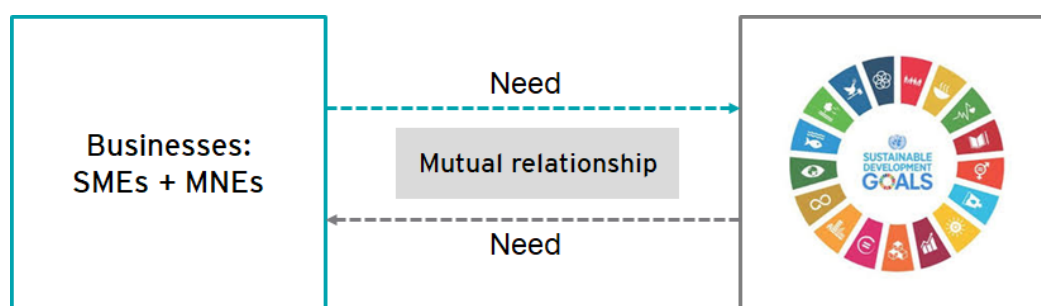 Need
Businesses:
SMEs + MNEs
Mutual relationship
SUSTAINABLE
DEVELOPMENT
GOALS
Need